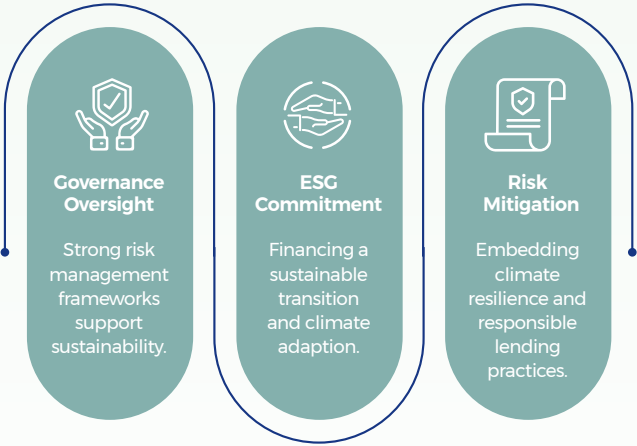 Governance
Oversight
Strong risk
management
frameworks
support
sustainability.
ESG
Commitment
Financing a
sustainable
transition
and climate
adaption.
Risk
Mitigation
Embedding
climate
resilience and
responsible
lending
practices.